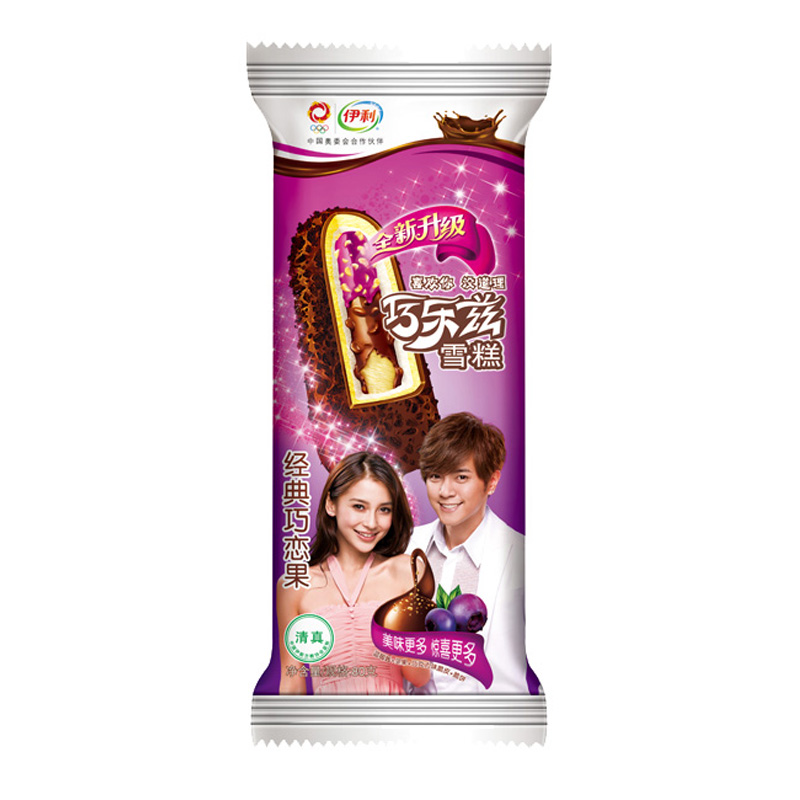 伊利
中国奥委会合作伙伴
全新升级
喜欢你 没道理
巧乐兹
雪糕
经典巧恋果
清真
美味更多 惊喜更多